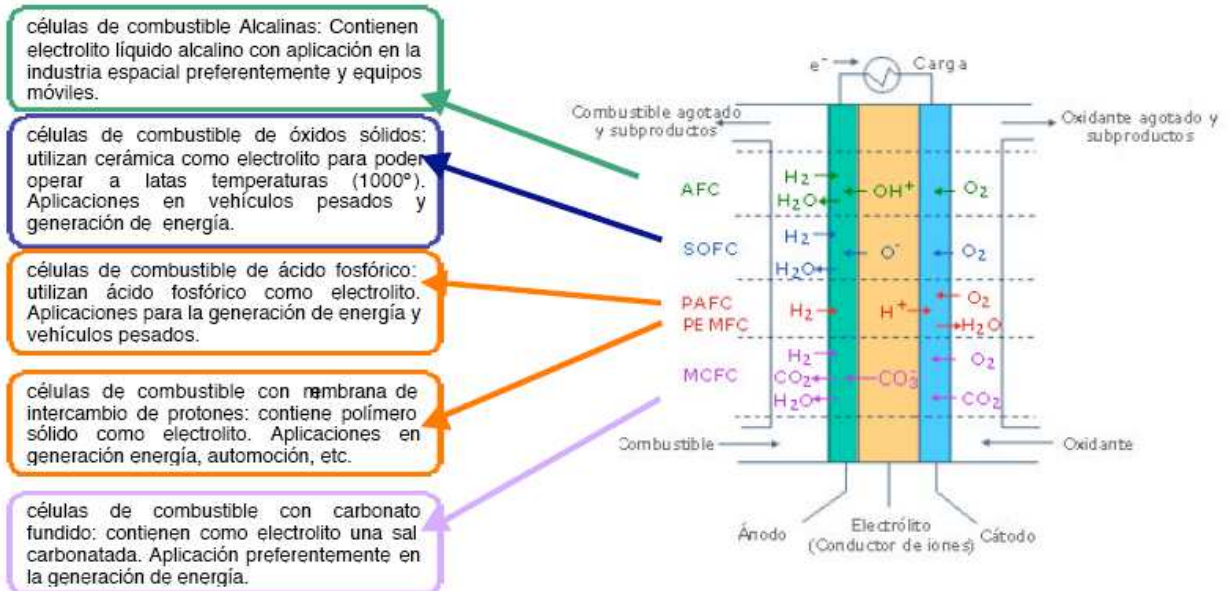 células de combustible Alcalinas: Contienen
electrolito líquido alcalino con aplicación en la
industria espacial preferentemente y equipos
móviles.
células de combustible de óxidos sólidos:
utilizan cerámica como electrolito para poder
operar a latas temperaturas (1000°).
Aplicaciones en vehículos pesados y
generación de energía.
células de combustible de ácido fosfórico:
utilizan ácido fosfórico como electrolito.
Aplicaciones para la generación de energía y
vehículos pesados.
células de combustible con membrana de
intercambio de protones: contiene polímero
sólido como electrolito. Aplicaciones en
generación energía, automoción, etc.
células de combustible con carbonato
fundido: contienen como electrolito una sal
carbonatada. Aplicación preferentemente en
la generación de energía.
e⁻ Carga
Combustible agotado
y subproductos
Oxidante agotado y
subproductos
AFC H₂ H₂O OH⁺ O₂
SOFC H₂ H₂O O⁻ O₂
PAFC
PEMFC
H₂ H⁺ O₂ H₂O
MCFC H₂ CO₂ H₂O CO₃⁻ O₂ CO₂
Combustible Oxidante
Ánodo
Electrólito
(Conductor de iones)
Cátodo